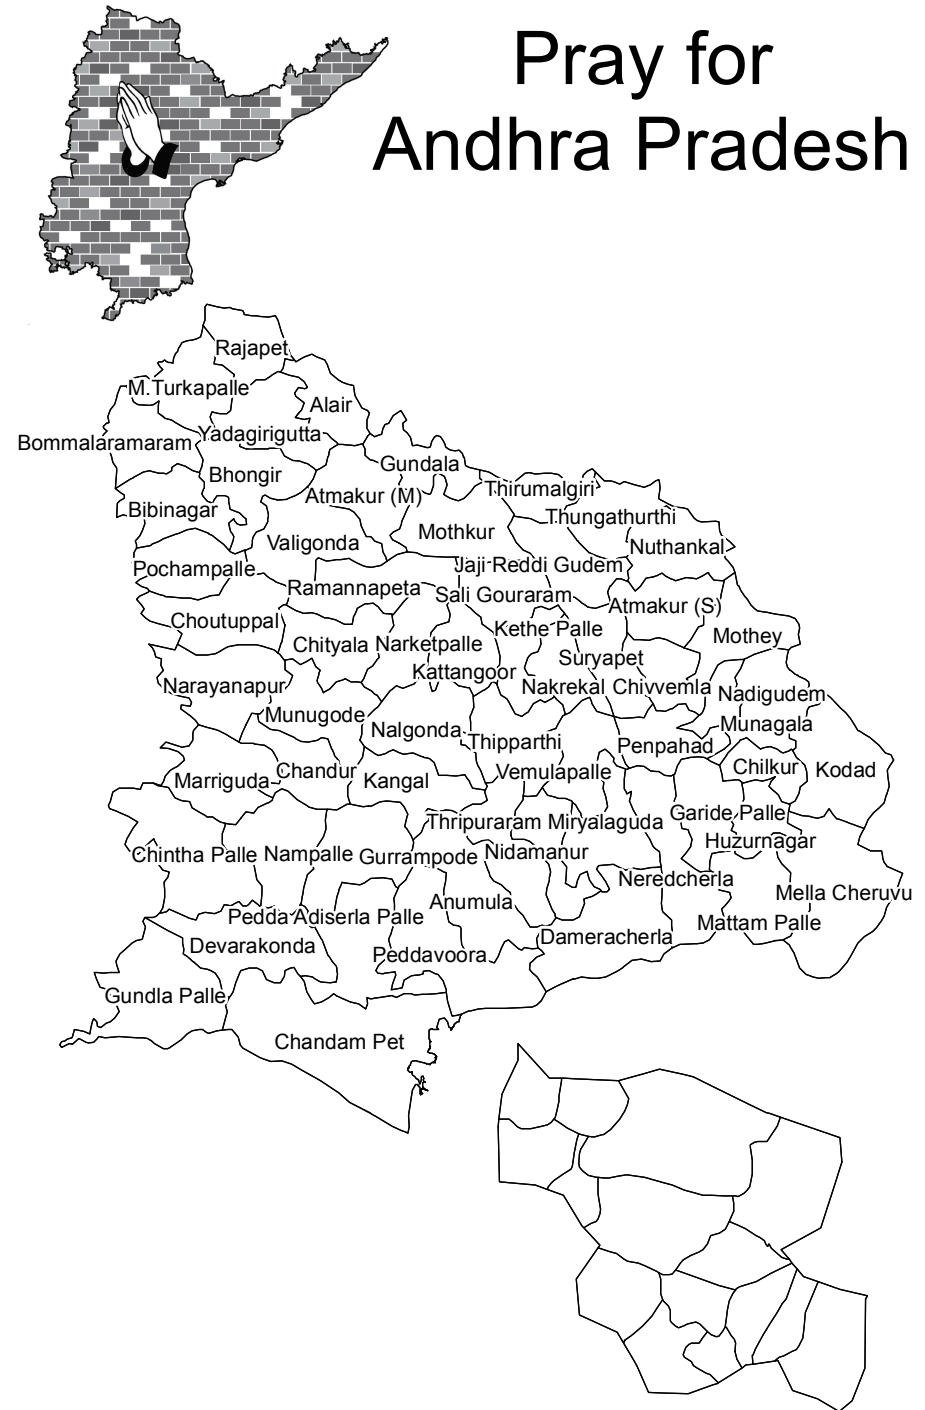 Pray for
Andhra Pradesh
Rajapet
M.Turkapalle
Alair
Bommalaramaram
Yadagirigutta
Gundala
Bhongir
Thirumalgiri
Atmakur (M)
Bibinagar
Thungathurthi
Mothkur
Valigonda
Nuthankal
Jaji-Reddi Gudem
Pochampalle
Ramannapeta
Sali Gouraram
Atmakur (S)
Choutuppal
Kethe Palle
Mothey
Chityala
Narketpalle
Suryapet
Kattangoor
Narayanapur
Nakrekal
Chivvemla
Nadigudem
Munugode
Munagala
Nalgonda
Thipparthi
Penpahad
Chilkur
Kodad
Chandur
Vemulapalle
Marriguda
Kangal
Garide Palle
Thripuraram
Miryalaguda
Huzurnagar
Chintha Palle
Nampalle
Gurrampode
Nidamanur
Neredcherla
Mella Cheruvu
Anumula
Pedda Adiserla Palle
Mattam Palle
Dameracherla
Devarakonda
Peddavoora
Gundla Palle
Chandam Pet